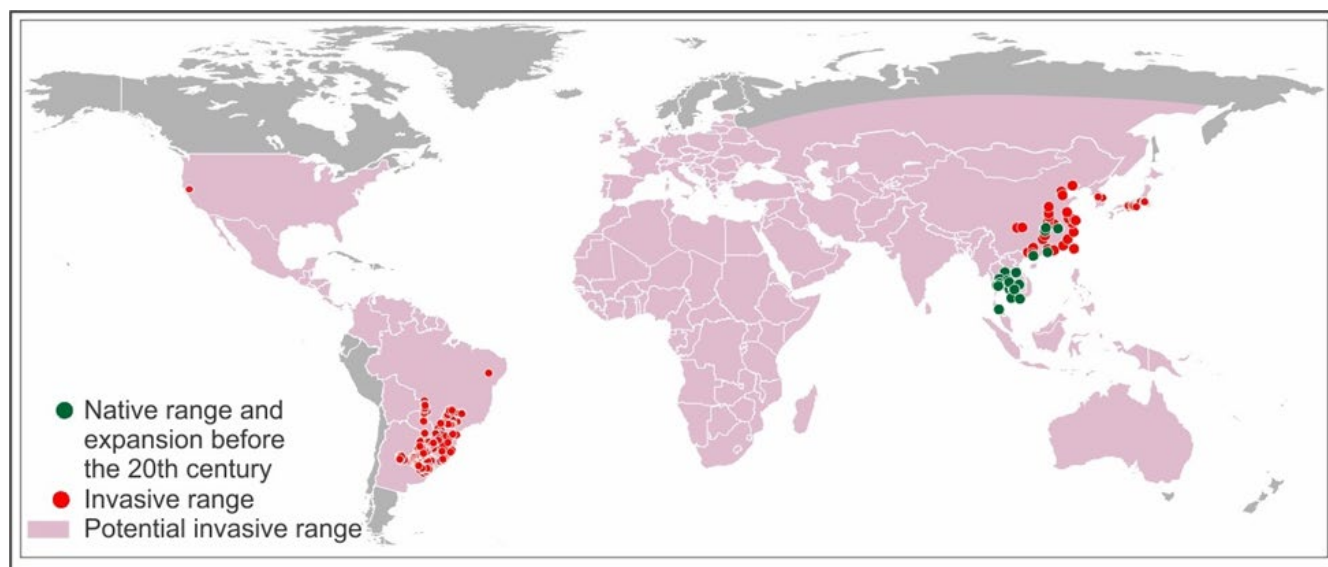 Native range and
expansion before
the 20th century
Invasive range
Potential invasive range